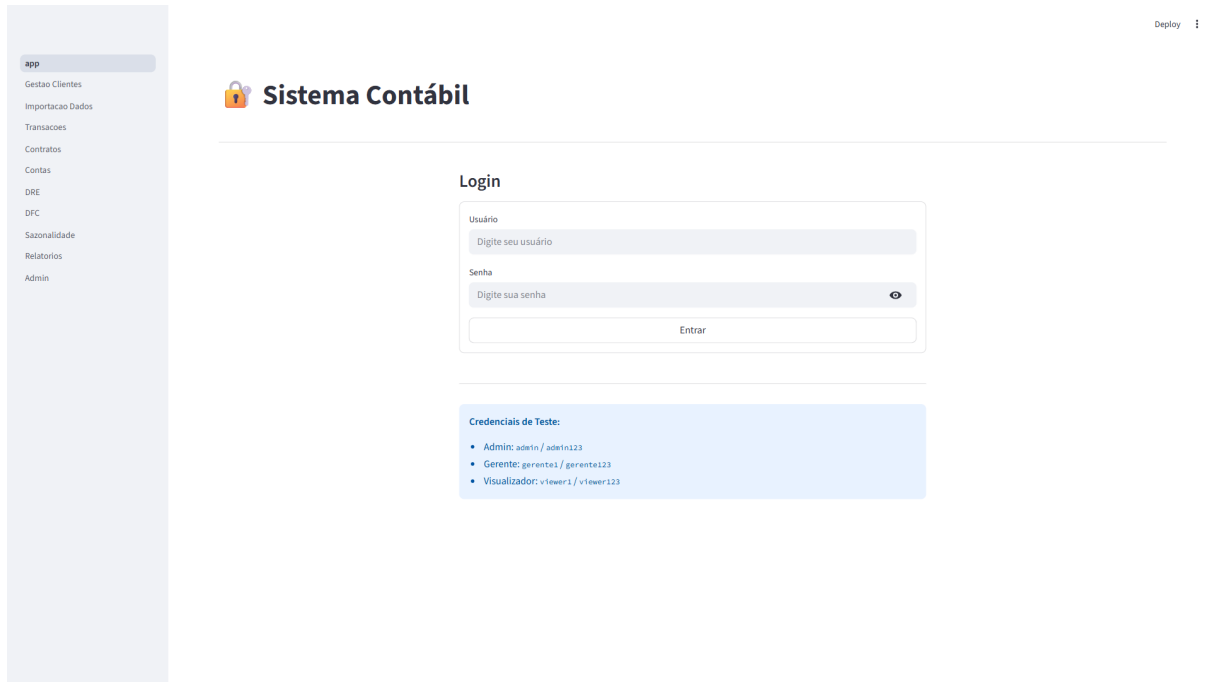 Deploy
app
Gestao Clientes
Importacao Dados
Transacoes
Contratos
Contas
DRE
DFC
Sazonalidade
Relatorios
Admin
Sistema Contábil
Login
Usuário
Digite seu usuário
Senha
Digite sua senha
Entrar
Credenciais de Teste:
Admin: admin / admin123
Gerente: gerente1 / gerente123
Visualizador: viewer1 / viewer123